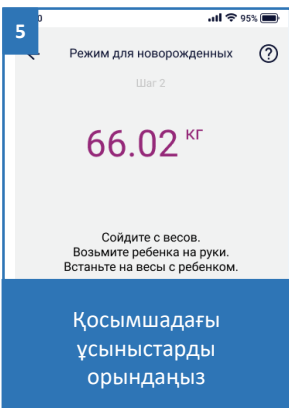 5
0
95%
Режим для новорожденных
?
Шаг 2
66.02 кг
Сойдите с весов.
Возьмите ребенка на руки.
Встаньте на весы с ребенком.
Қосымшадағы
ұсыныстарды
орындаңыз